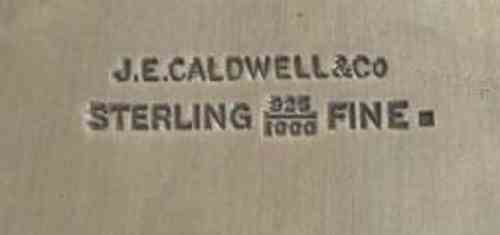 J.E.CALDWELL&Co
STERLING 925/1000 FINE